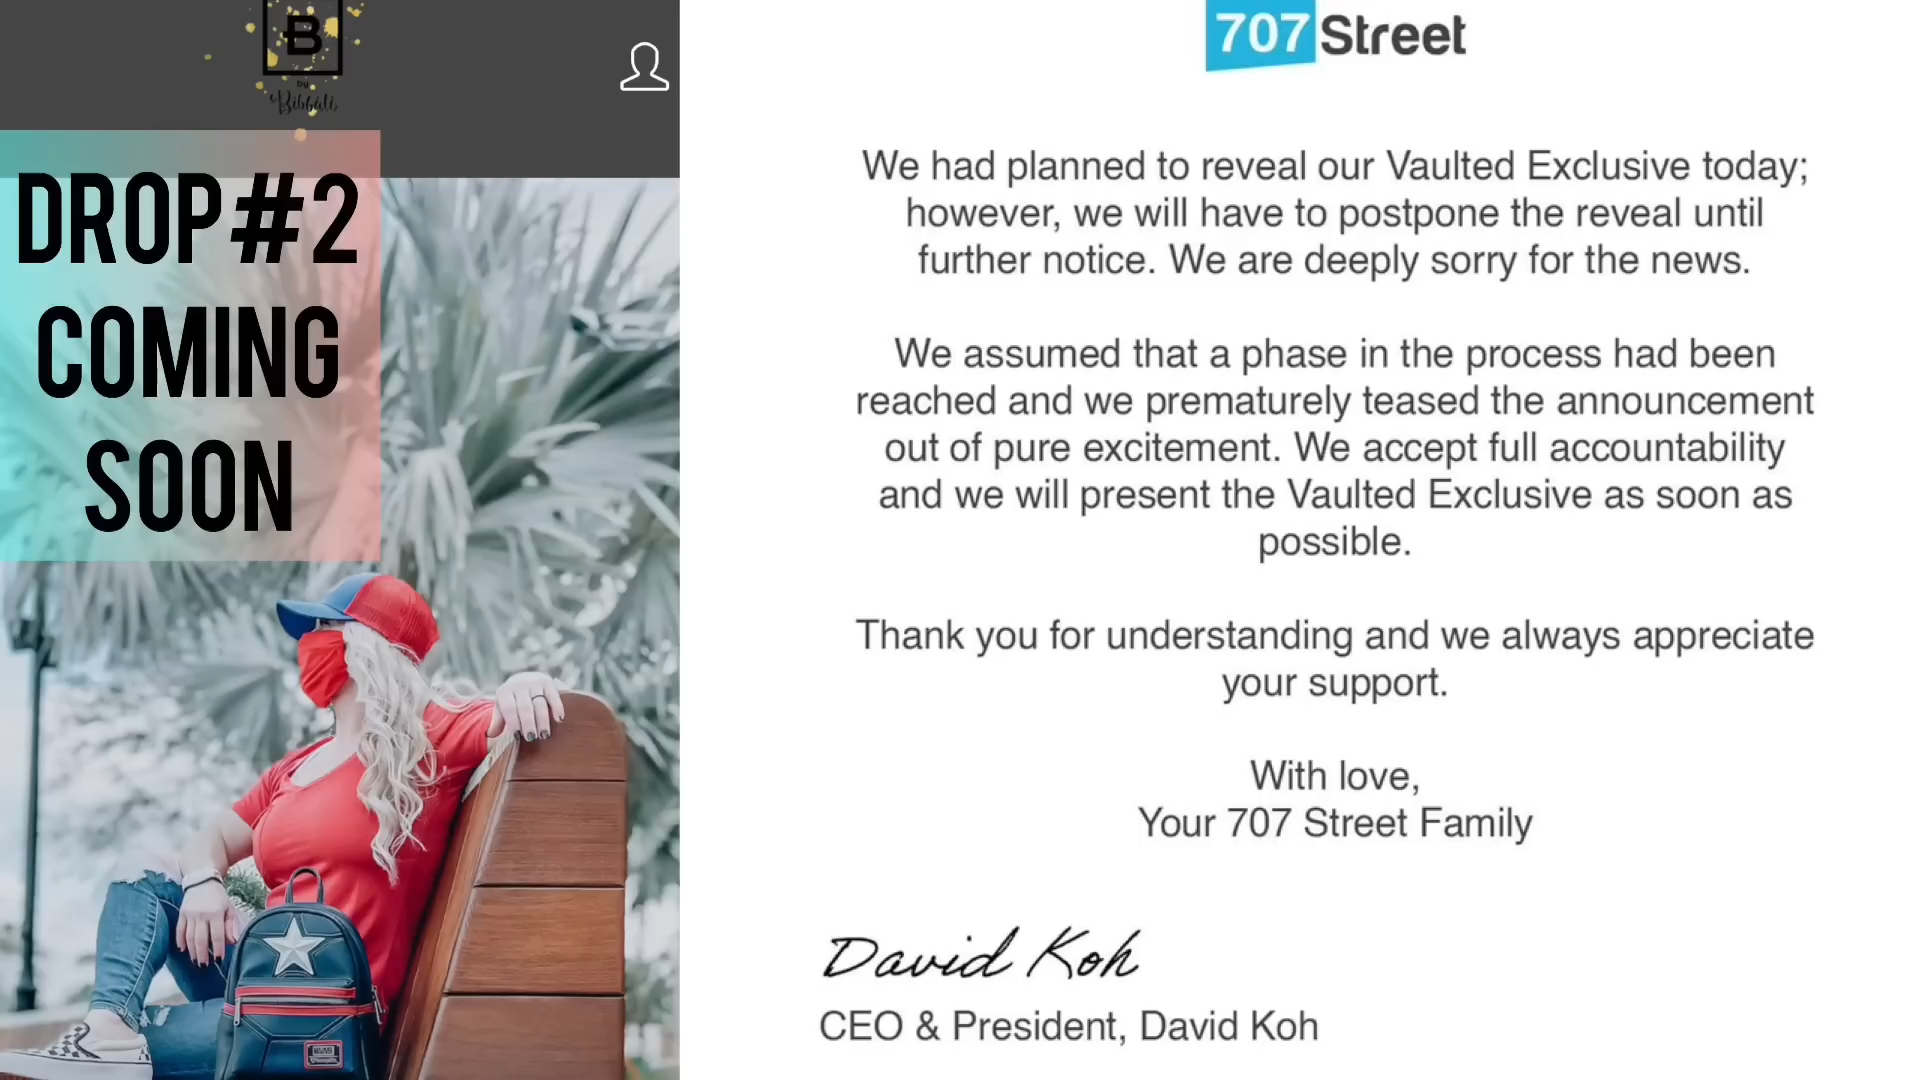 B
by
Bibbidi
DROP#2
COMING
SOON
707 Street
We had planned to reveal our Vaulted Exclusive today;
however, we will have to postpone the reveal until
further notice. We are deeply sorry for the news.
We assumed that a phase in the process had been
reached and we prematurely teased the announcement
out of pure excitement. We accept full accountability
and we will present the Vaulted Exclusive as soon as
possible.
Thank you for understanding and we always appreciate
your support.
With love,
Your 707 Street Family
David Koh
CEO & President, David Koh